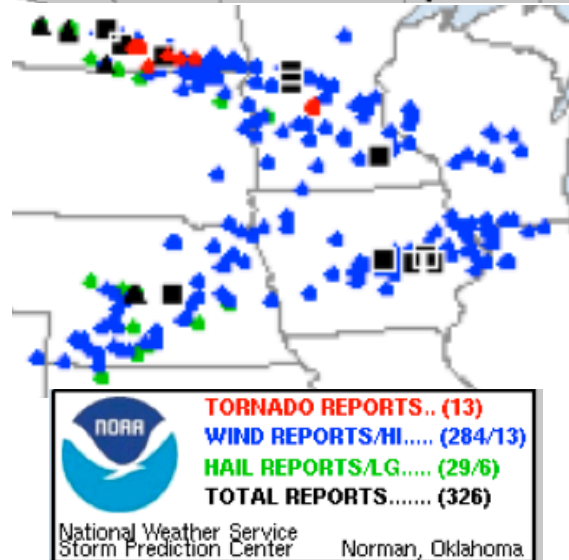 NOAA
TORNADO REPORTS.. (13)
WIND REPORTS/HI..... (284/13)
HAIL REPORTS/LG..... (29/6)
TOTAL REPORTS....... (326)
National Weather Service
Storm Prediction Center Norman, Oklahoma